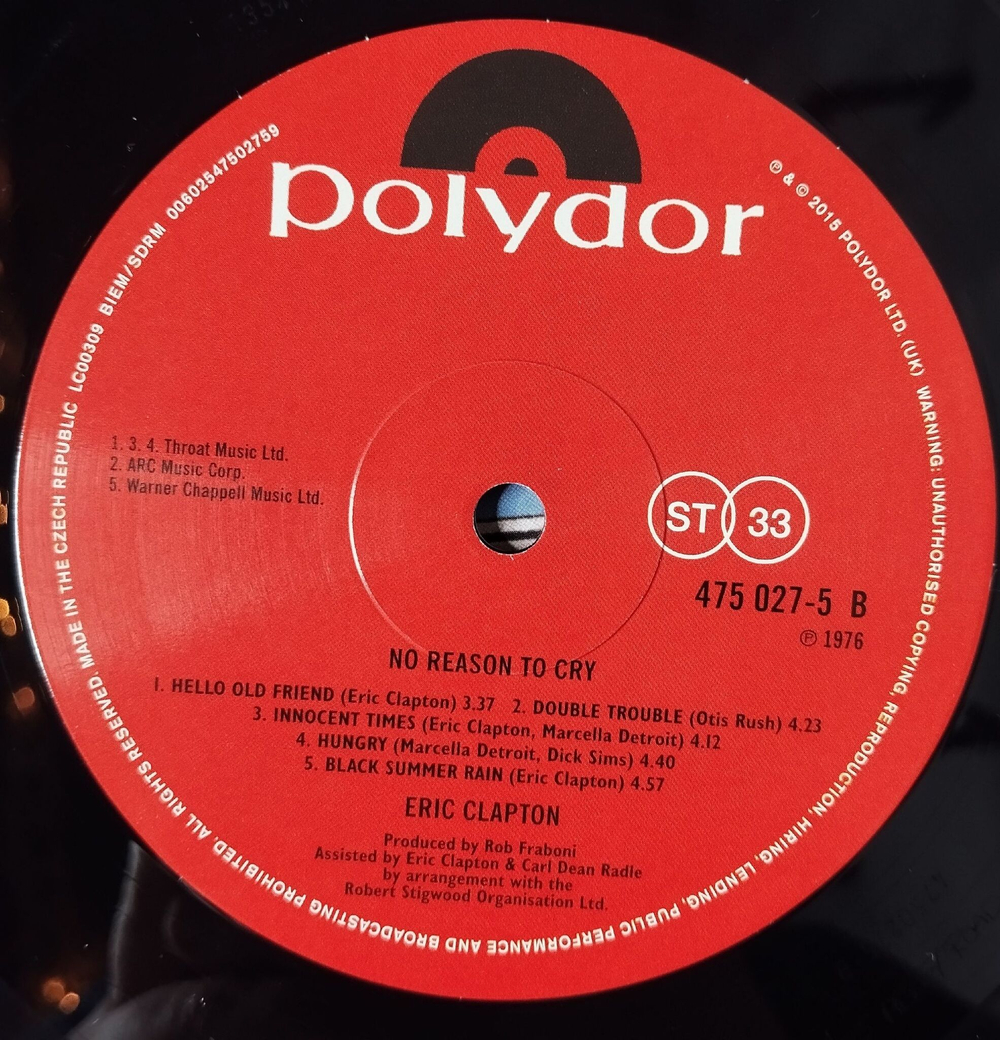 polydor
MADE IN THE CZECH REPUBLIC LC00309 BIEM/SDRM 00602547502759
℗ & © 2015 POLYDOR LTD. (UK) WARNING: UNAUTHORISED COPYING, REPRODUCTION, HIRING, LENDING, PUBLIC PERFORMANCE AND BROADCASTING PROHIBITED. ALL RIGHTS RESERVED.
1. 3. 4. Throat Music Ltd.
2. ARC Music Corp.
5. Warner Chappell Music Ltd.
ST 33
475 027-5 B
℗ 1976
NO REASON TO CRY
1. HELLO OLD FRIEND (Eric Clapton) 3.37 2. DOUBLE TROUBLE (Otis Rush) 4.23
3. INNOCENT TIMES (Eric Clapton, Marcella Detroit) 4.12
4. HUNGRY (Marcella Detroit, Dick Sims) 4.40
5. BLACK SUMMER RAIN (Eric Clapton) 4.57
ERIC CLAPTON
Produced by Rob Fraboni
Assisted by Eric Clapton & Carl Dean Radle
by arrangement with the
Robert Stigwood Organisation Ltd.